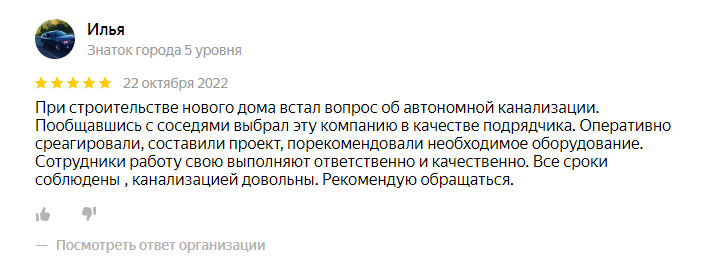 Илья
Знаток города 5 уровня
22 октября 2022
При строительстве нового дома встал вопрос об автономной канализации.
Пообщавшись с соседями выбрал эту компанию в качестве подрядчика. Оперативно
среагировали, составили проект, порекомендовали необходимое оборудование.
Сотрудники работу свою выполняют ответственно и качественно. Все сроки
соблюдены , канализацией довольны. Рекомендую обращаться.
— Посмотреть ответ организации